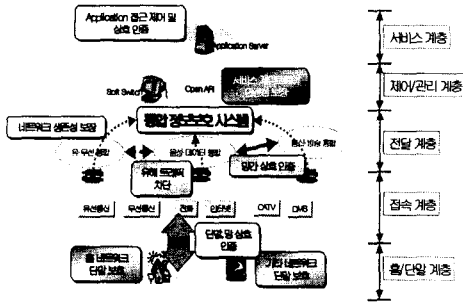 Application 접근 제어 및
상호 인증
Application Server
서비스 계층
Soft Switch
Open API
서비스
제어/관리 계층
네트워크 생존성 보장
통합 정보보호 시스템
유·무선 통합
음성·데이터 통합
통신·방송 통합
전달 계층
유해 트래픽
차단
망간 상호 인증
유선통신
무선통신
전화
인터넷
CATV
DMB
접속 계층
단말, 망 상호
인증
홈 네트워크
단말 보호
기타 네트워크
단말 보호
홈/단말 계층